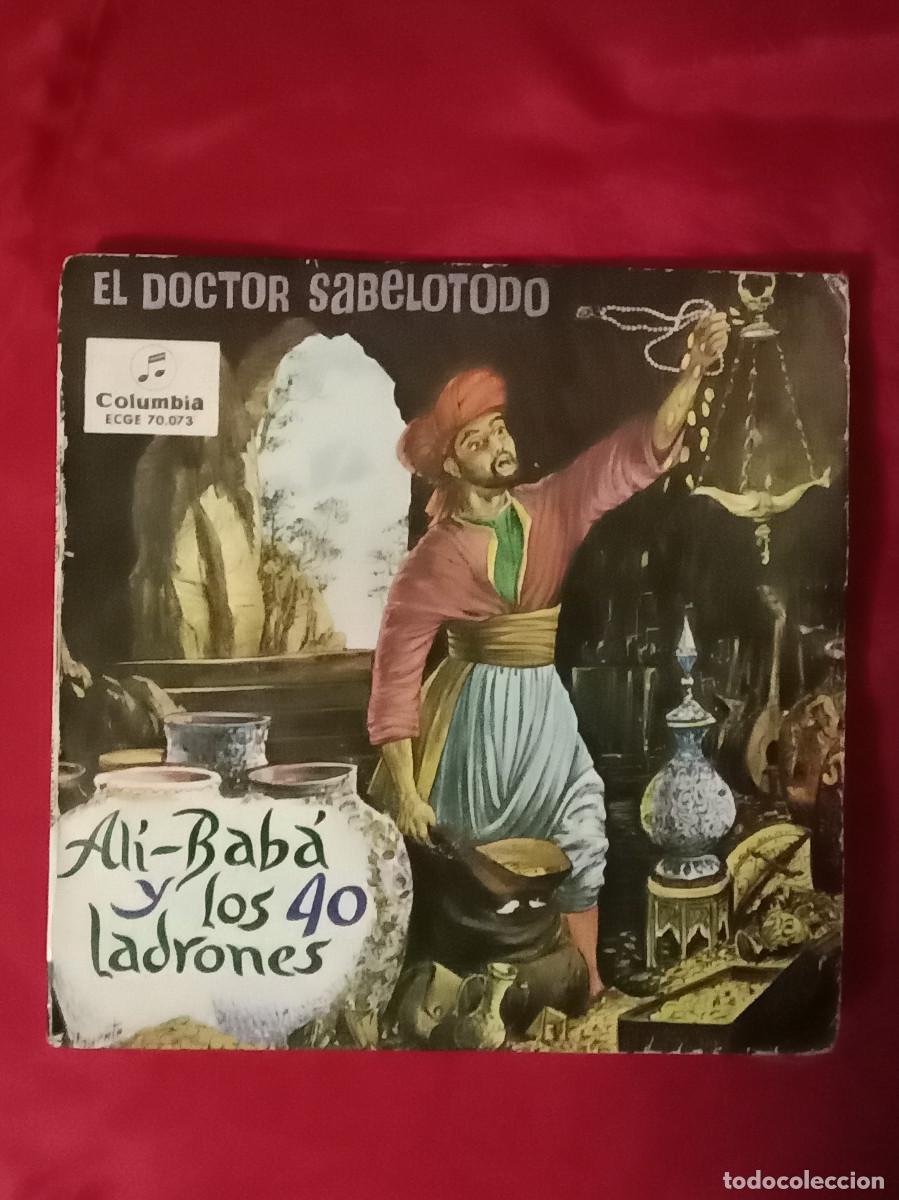 EL DOCTOR SABELOTODO
Columbia
ECGE 70.073
Alí-Babá
y los 40
ladrones
todocoleccion